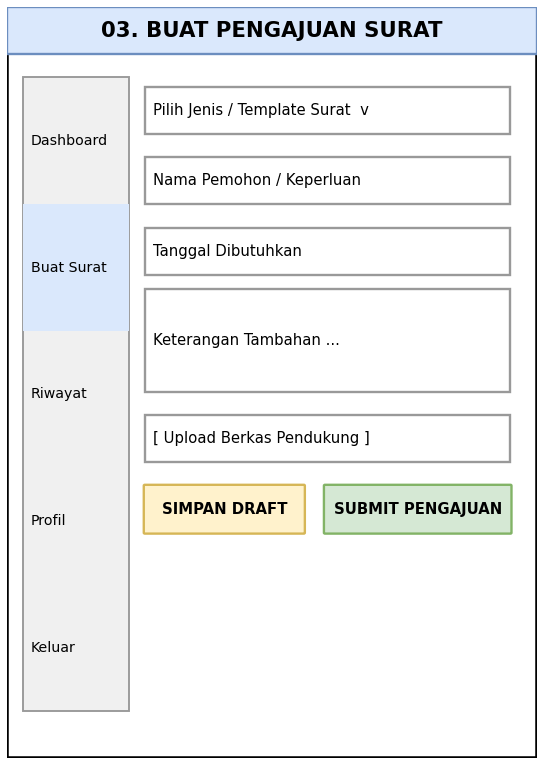 03. BUAT PENGAJUAN SURAT
Dashboard
Buat Surat
Riwayat
Profil
Keluar
Pilih Jenis / Template Surat  v
Nama Pemohon / Keperluan
Tanggal Dibutuhkan
Keterangan Tambahan ...
[ Upload Berkas Pendukung ]
SIMPAN DRAFT
SUBMIT PENGAJUAN